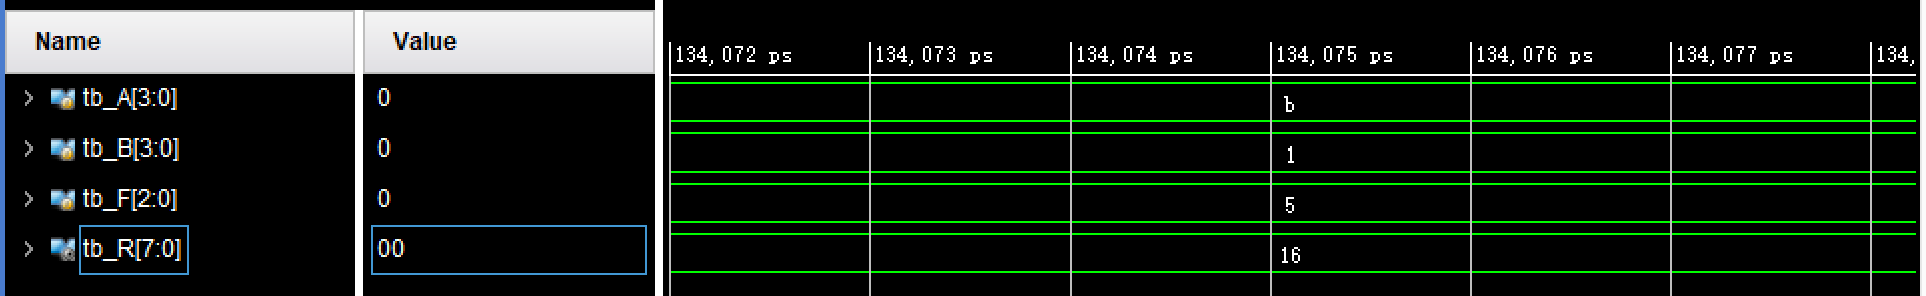 Name Value
134,072 ps 134,073 ps 134,074 ps 134,075 ps 134,076 ps 134,077 ps 134,
tb_A[3:0] 0 b
tb_B[3:0] 0 1
tb_F[2:0] 0 5
tb_R[7:0] 00 16